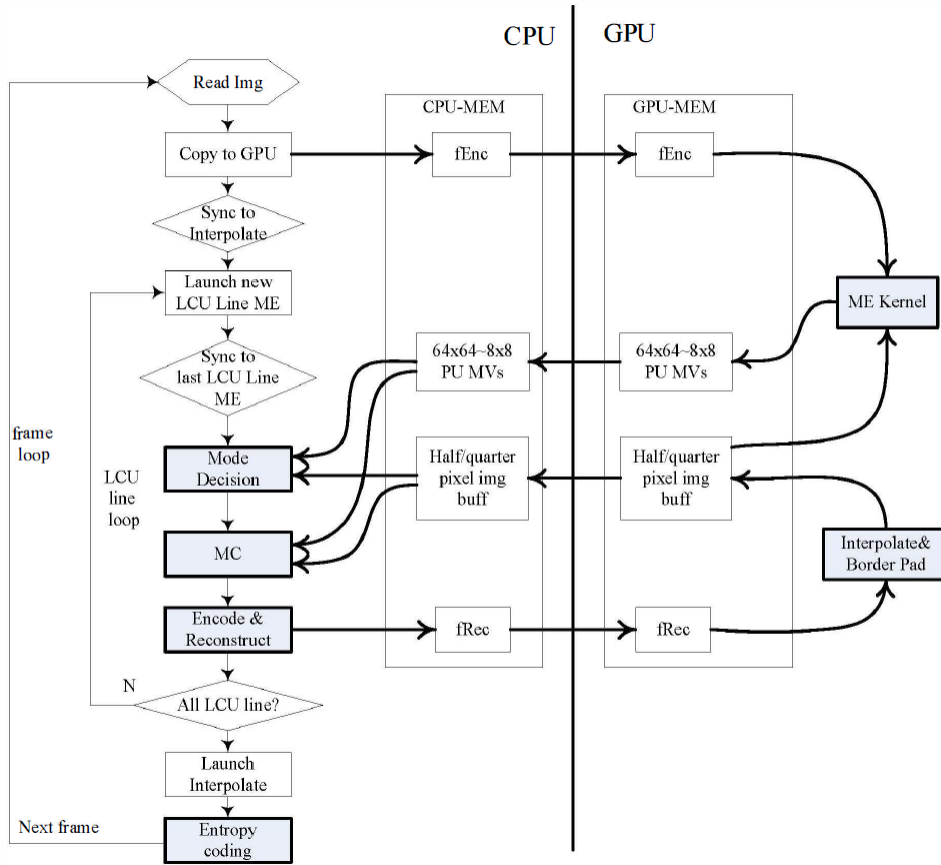 CPU
GPU
Read Img
CPU-MEM
GPU-MEM
Copy to GPU
fEnc
fEnc
Sync to
Interpolate
Launch new
LCU Line ME
ME Kernel
Sync to
last LCU Line
ME
64x64~8x8
PU MVs
64x64~8x8
PU MVs
frame
loop
LCU
line
loop
Mode
Decision
Half/quarter
pixel img
buff
Half/quarter
pixel img
buff
MC
Interpolate&
Border Pad
Encode &
Reconstruct
fRec
fRec
N
All LCU line?
Launch
Interpolate
Next frame
Entropy
coding